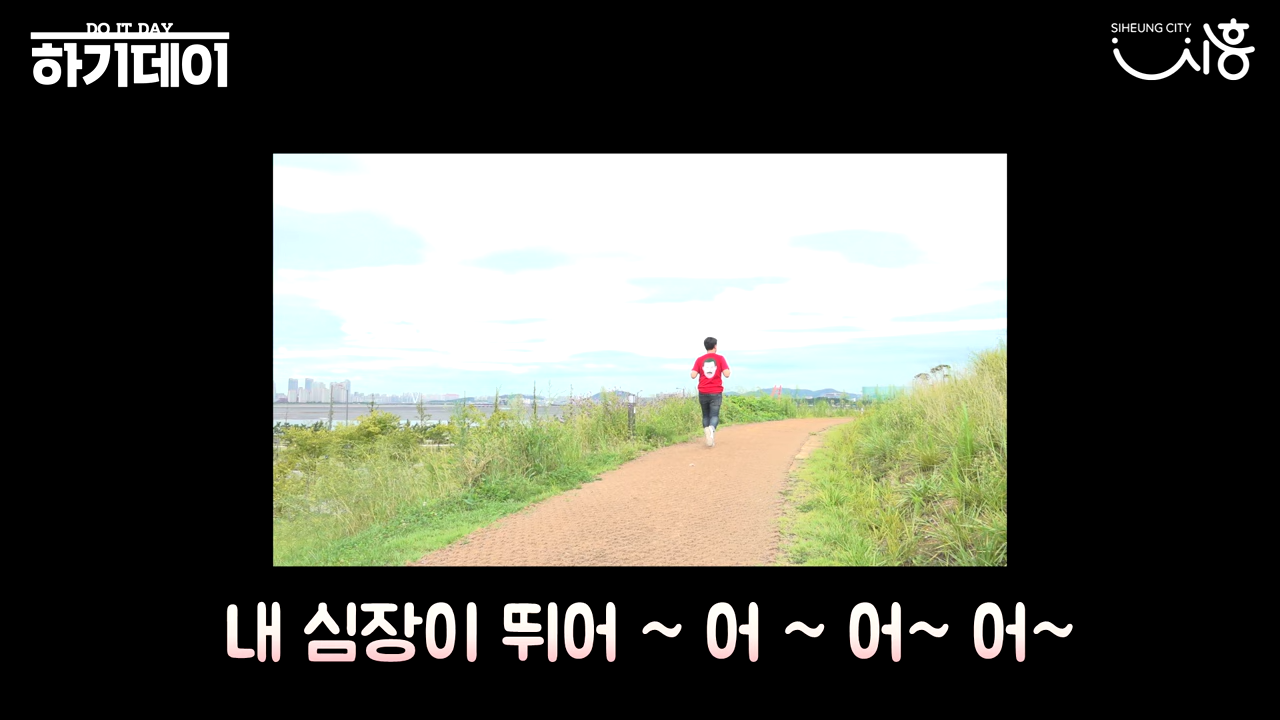 DO IT DAY
하기데이
SIHEUNG CITY
시흥
내 심장이 뛰어 ~ 어 ~ 어~ 어~